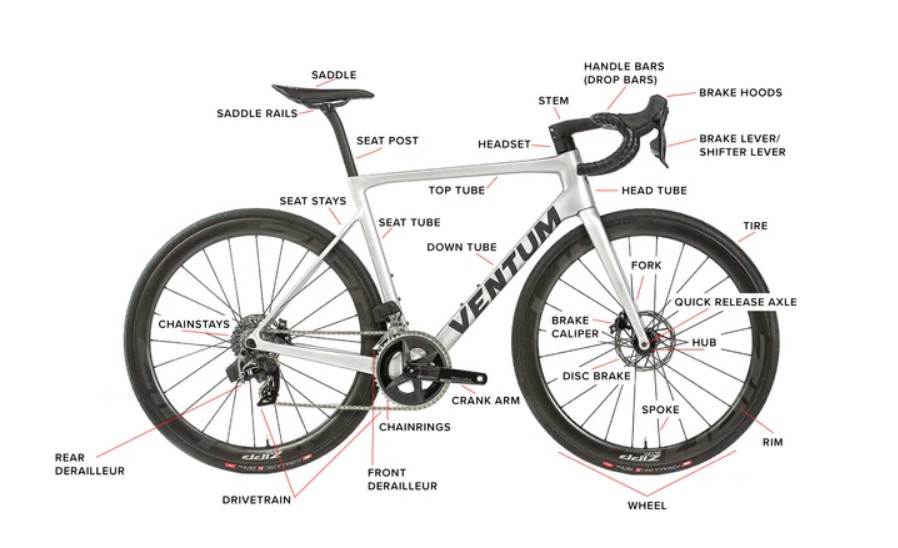 HANDLE BARS
(DROP BARS)
SADDLE
BRAKE HOODS
STEM
SADDLE RAILS
SEAT POST
HEADSET
BRAKE LEVER/
SHIFTER LEVER
TOP TUBE
HEAD TUBE
SEAT STAYS
SEAT TUBE
TIRE
DOWN TUBE
VENTUM
FORK
QUICK RELEASE AXLE
CHAINSTAYS
BRAKE
CALIPER
HUB
DISC BRAKE
CRANK ARM
SPOKE
CHAINRINGS
RIM
REAR
DERAILLEUR
ZIPP
ZIPP
FRONT
DERAILLEUR
DRIVETRAIN
WHEEL